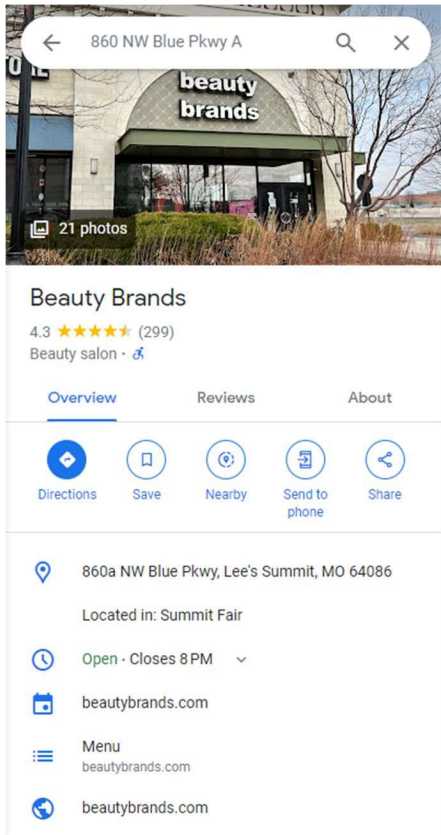 860 NW Blue Pkwy A
beauty
brands
21 photos
Beauty Brands
4.3 (299)
Beauty salon ·
Overview Reviews About
Directions Save Nearby Send to phone Share
860a NW Blue Pkwy, Lee's Summit, MO 64086
Located in: Summit Fair
Open · Closes 8 PM
beautybrands.com
Menu
beautybrands.com
beautybrands.com